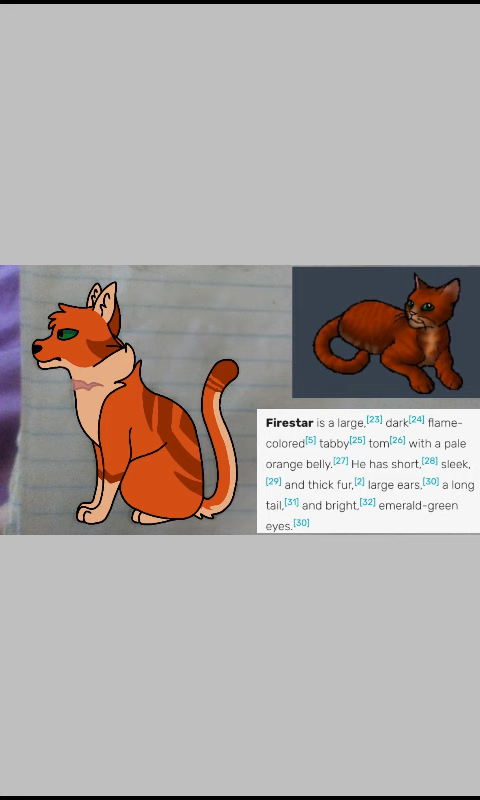 Firestar is a large,[23] dark[24] flame-
colored[5] tabby[25] tom[26] with a pale
orange belly.[27] He has short,[28] sleek,
[29] and thick fur,[2] large ears,[30] a long
tail,[31] and bright,[32] emerald-green
eyes.[30]